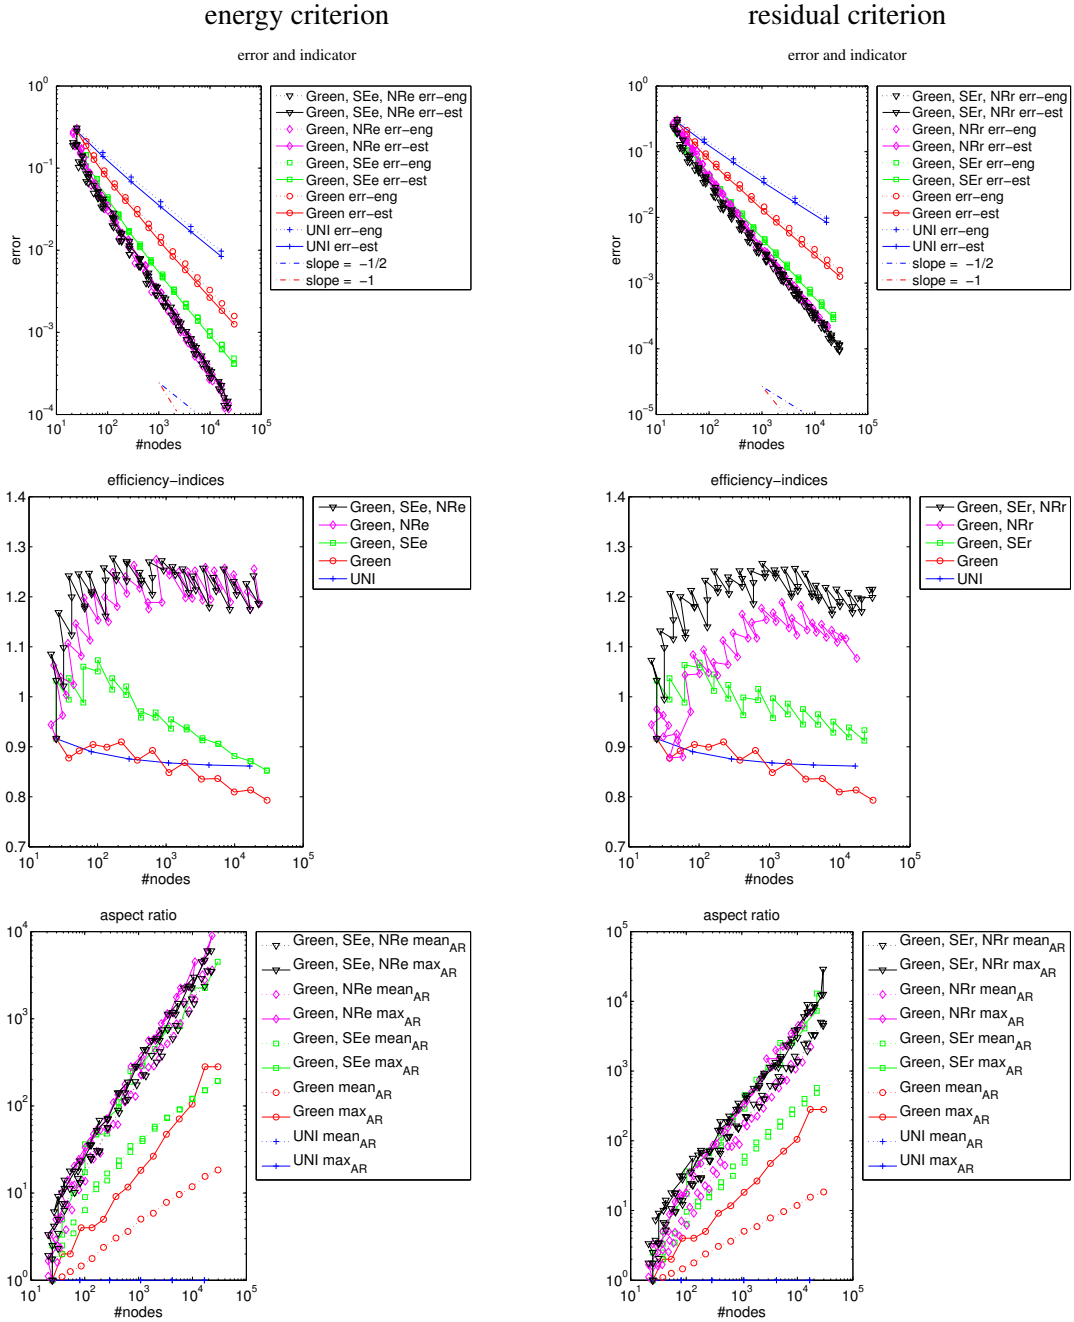 energy criterion
error and indicator
10^0
10^-1
10^-2
10^-3
10^-4
error
10^1 10^2 10^3 10^4 10^5
#nodes
Green, SEe, NRe err-eng
Green, SEe, NRe err-est
Green, NRe err-eng
Green, NRe err-est
Green, SEe err-eng
Green, SEe err-est
Green err-eng
Green err-est
UNI err-eng
UNI err-est
slope = -1/2
slope = -1
efficiency-indices
1.4
1.3
1.2
1.1
1
0.9
0.8
0.7
10^1 10^2 10^3 10^4 10^5
#nodes
Green, SEe, NRe
Green, NRe
Green, SEe
Green
UNI
aspect ratio
10^4
10^3
10^2
10^1
10^0
10^1 10^2 10^3 10^4 10^5
#nodes
Green, SEe, NRe mean_AR
Green, SEe, NRe max_AR
Green, NRe mean_AR
Green, NRe max_AR
Green, SEe mean_AR
Green, SEe max_AR
Green mean_AR
Green max_AR
UNI mean_AR
UNI max_AR
residual criterion
error and indicator
10^0
10^-1
10^-2
10^-3
10^-4
10^-5
error
10^1 10^2 10^3 10^4 10^5
#nodes
Green, SEr, NRr err-eng
Green, SEr, NRr err-est
Green, NRr err-eng
Green, NRr err-est
Green, SEr err-eng
Green, SEr err-est
Green err-eng
Green err-est
UNI err-eng
UNI err-est
slope = -1/2
slope = -1
efficiency-indices
1.4
1.3
1.2
1.1
1
0.9
0.8
0.7
10^1 10^2 10^3 10^4 10^5
#nodes
Green, SEr, NRr
Green, NRr
Green, SEr
Green
UNI
aspect ratio
10^5
10^4
10^3
10^2
10^1
10^0
10^1 10^2 10^3 10^4 10^5
#nodes
Green, SEr, NRr mean_AR
Green, SEr, NRr max_AR
Green, NRr mean_AR
Green, NRr max_AR
Green, SEr mean_AR
Green, SEr max_AR
Green mean_AR
Green max_AR
UNI mean_AR
UNI max_AR